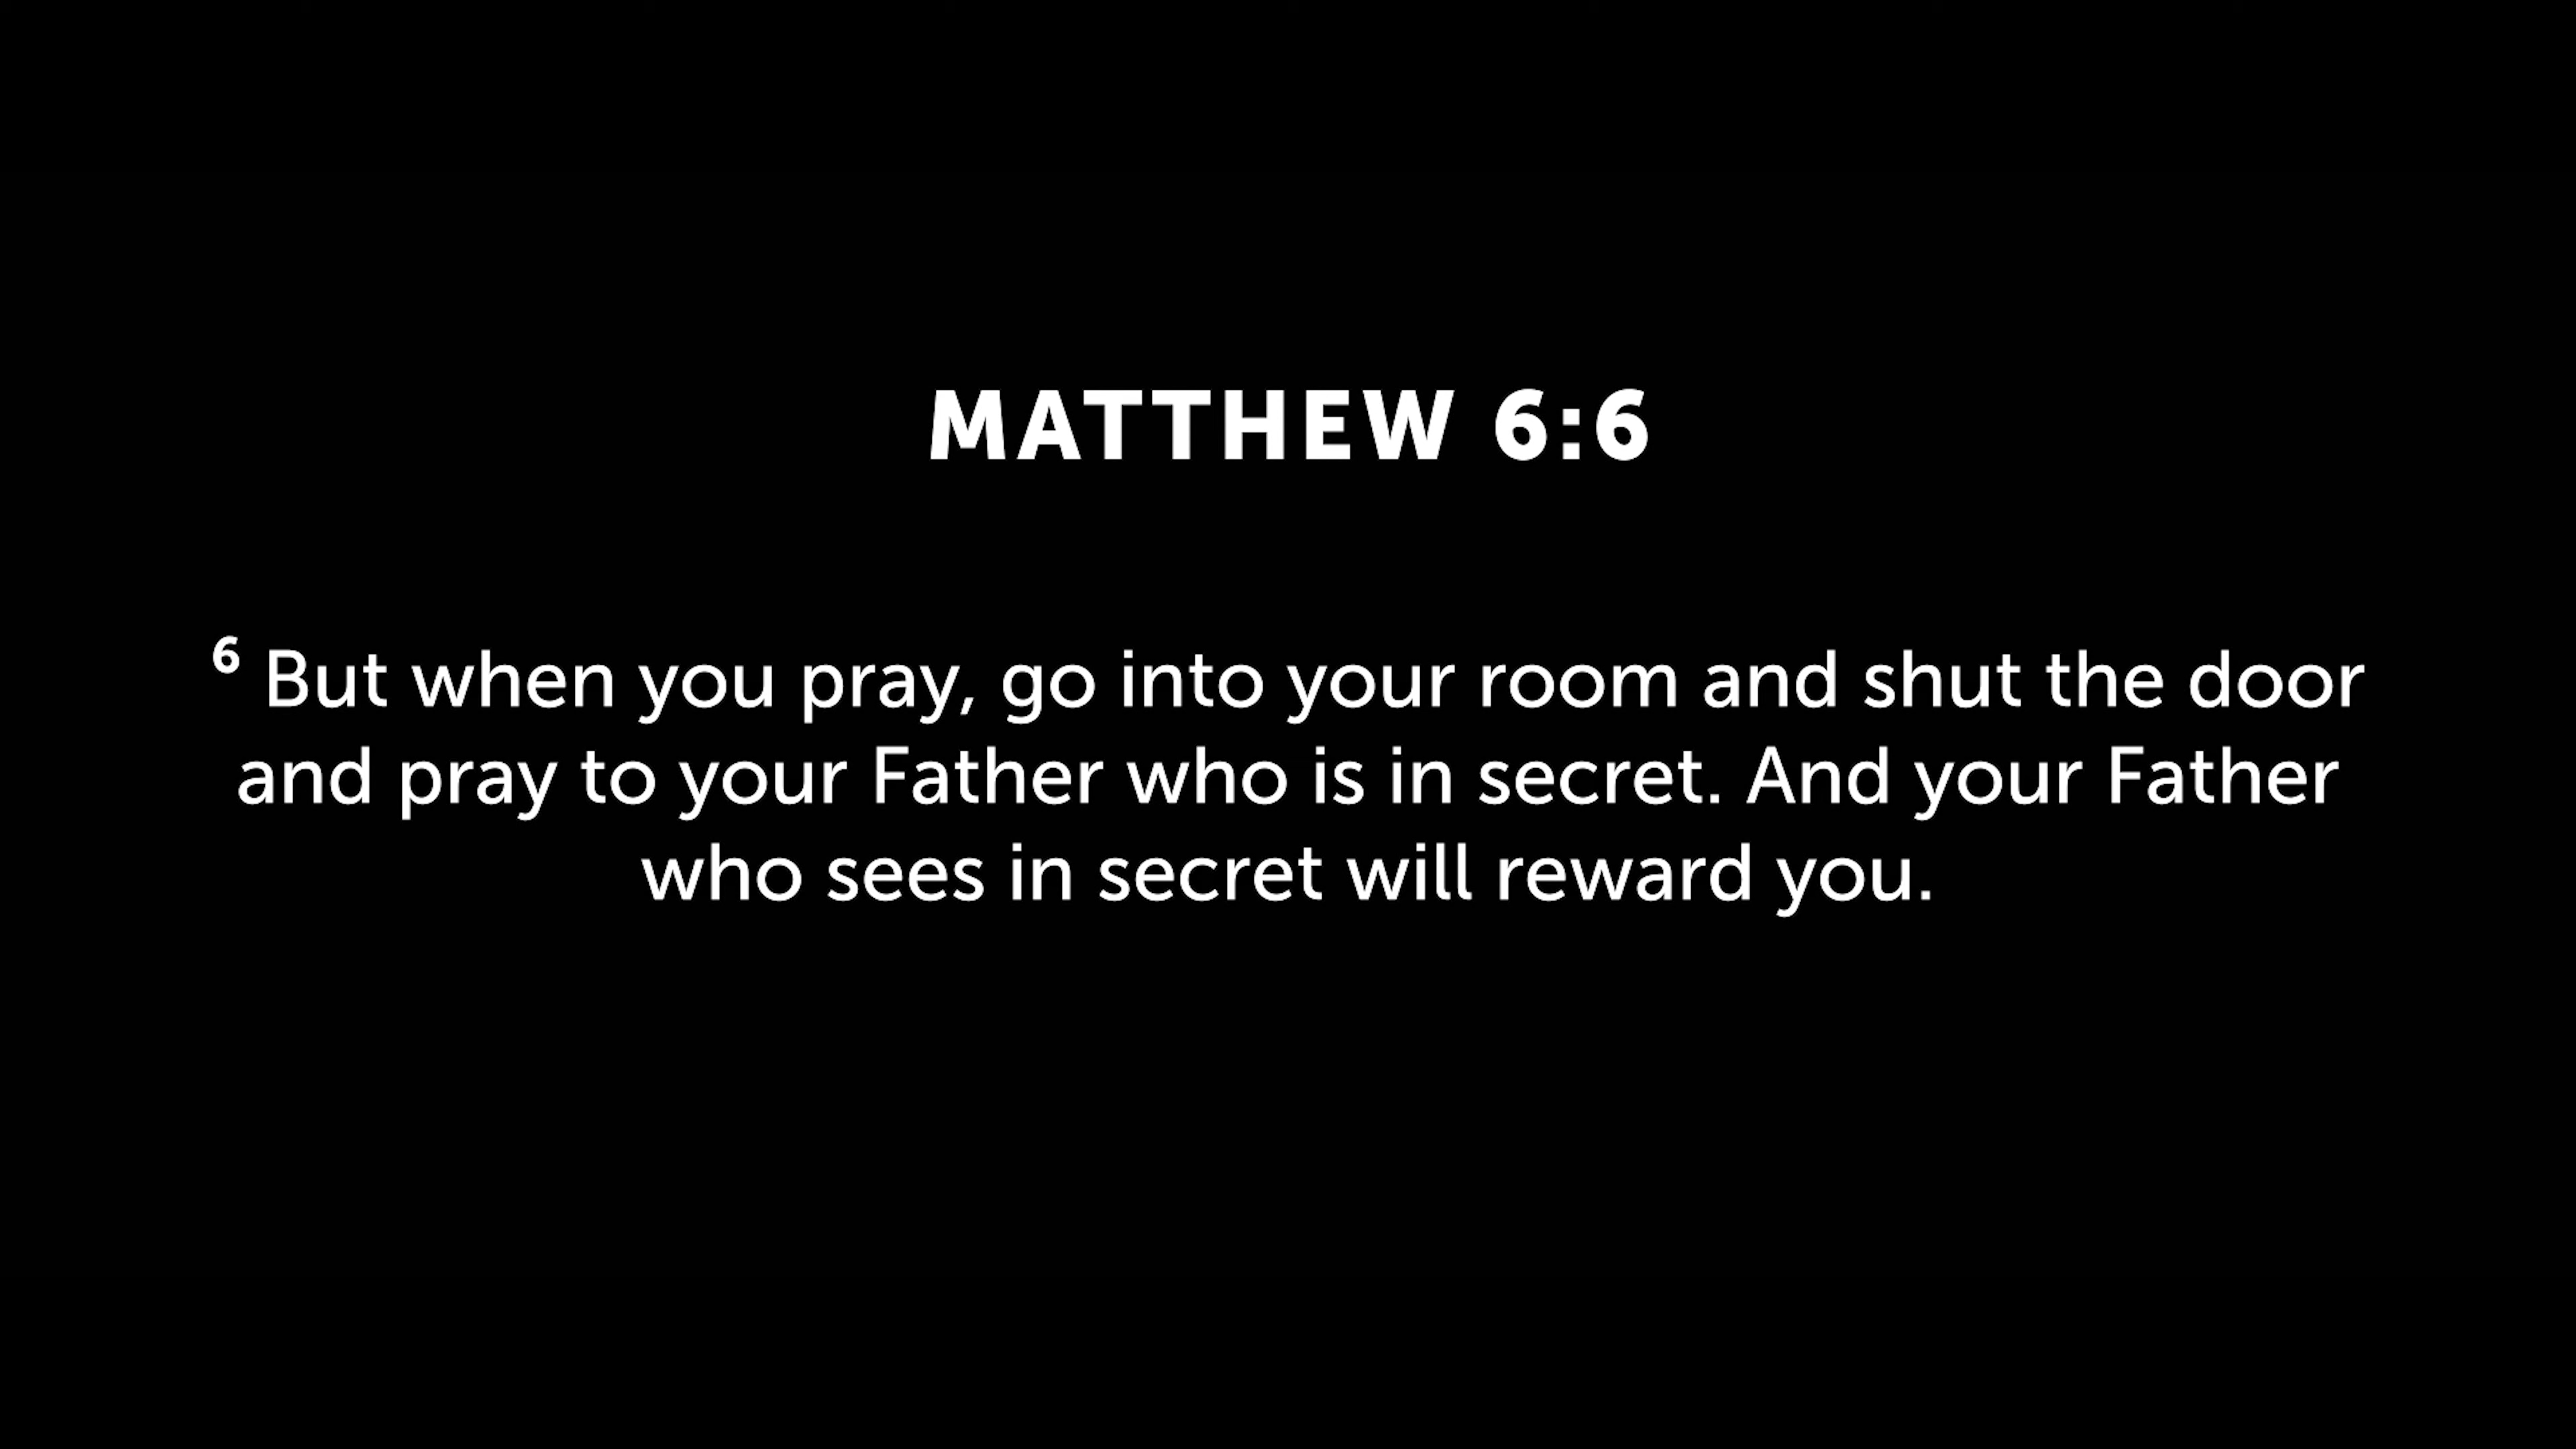 MATTHEW 6:6
⁶ But when you pray, go into your room and shut the door
and pray to your Father who is in secret. And your Father
who sees in secret will reward you.